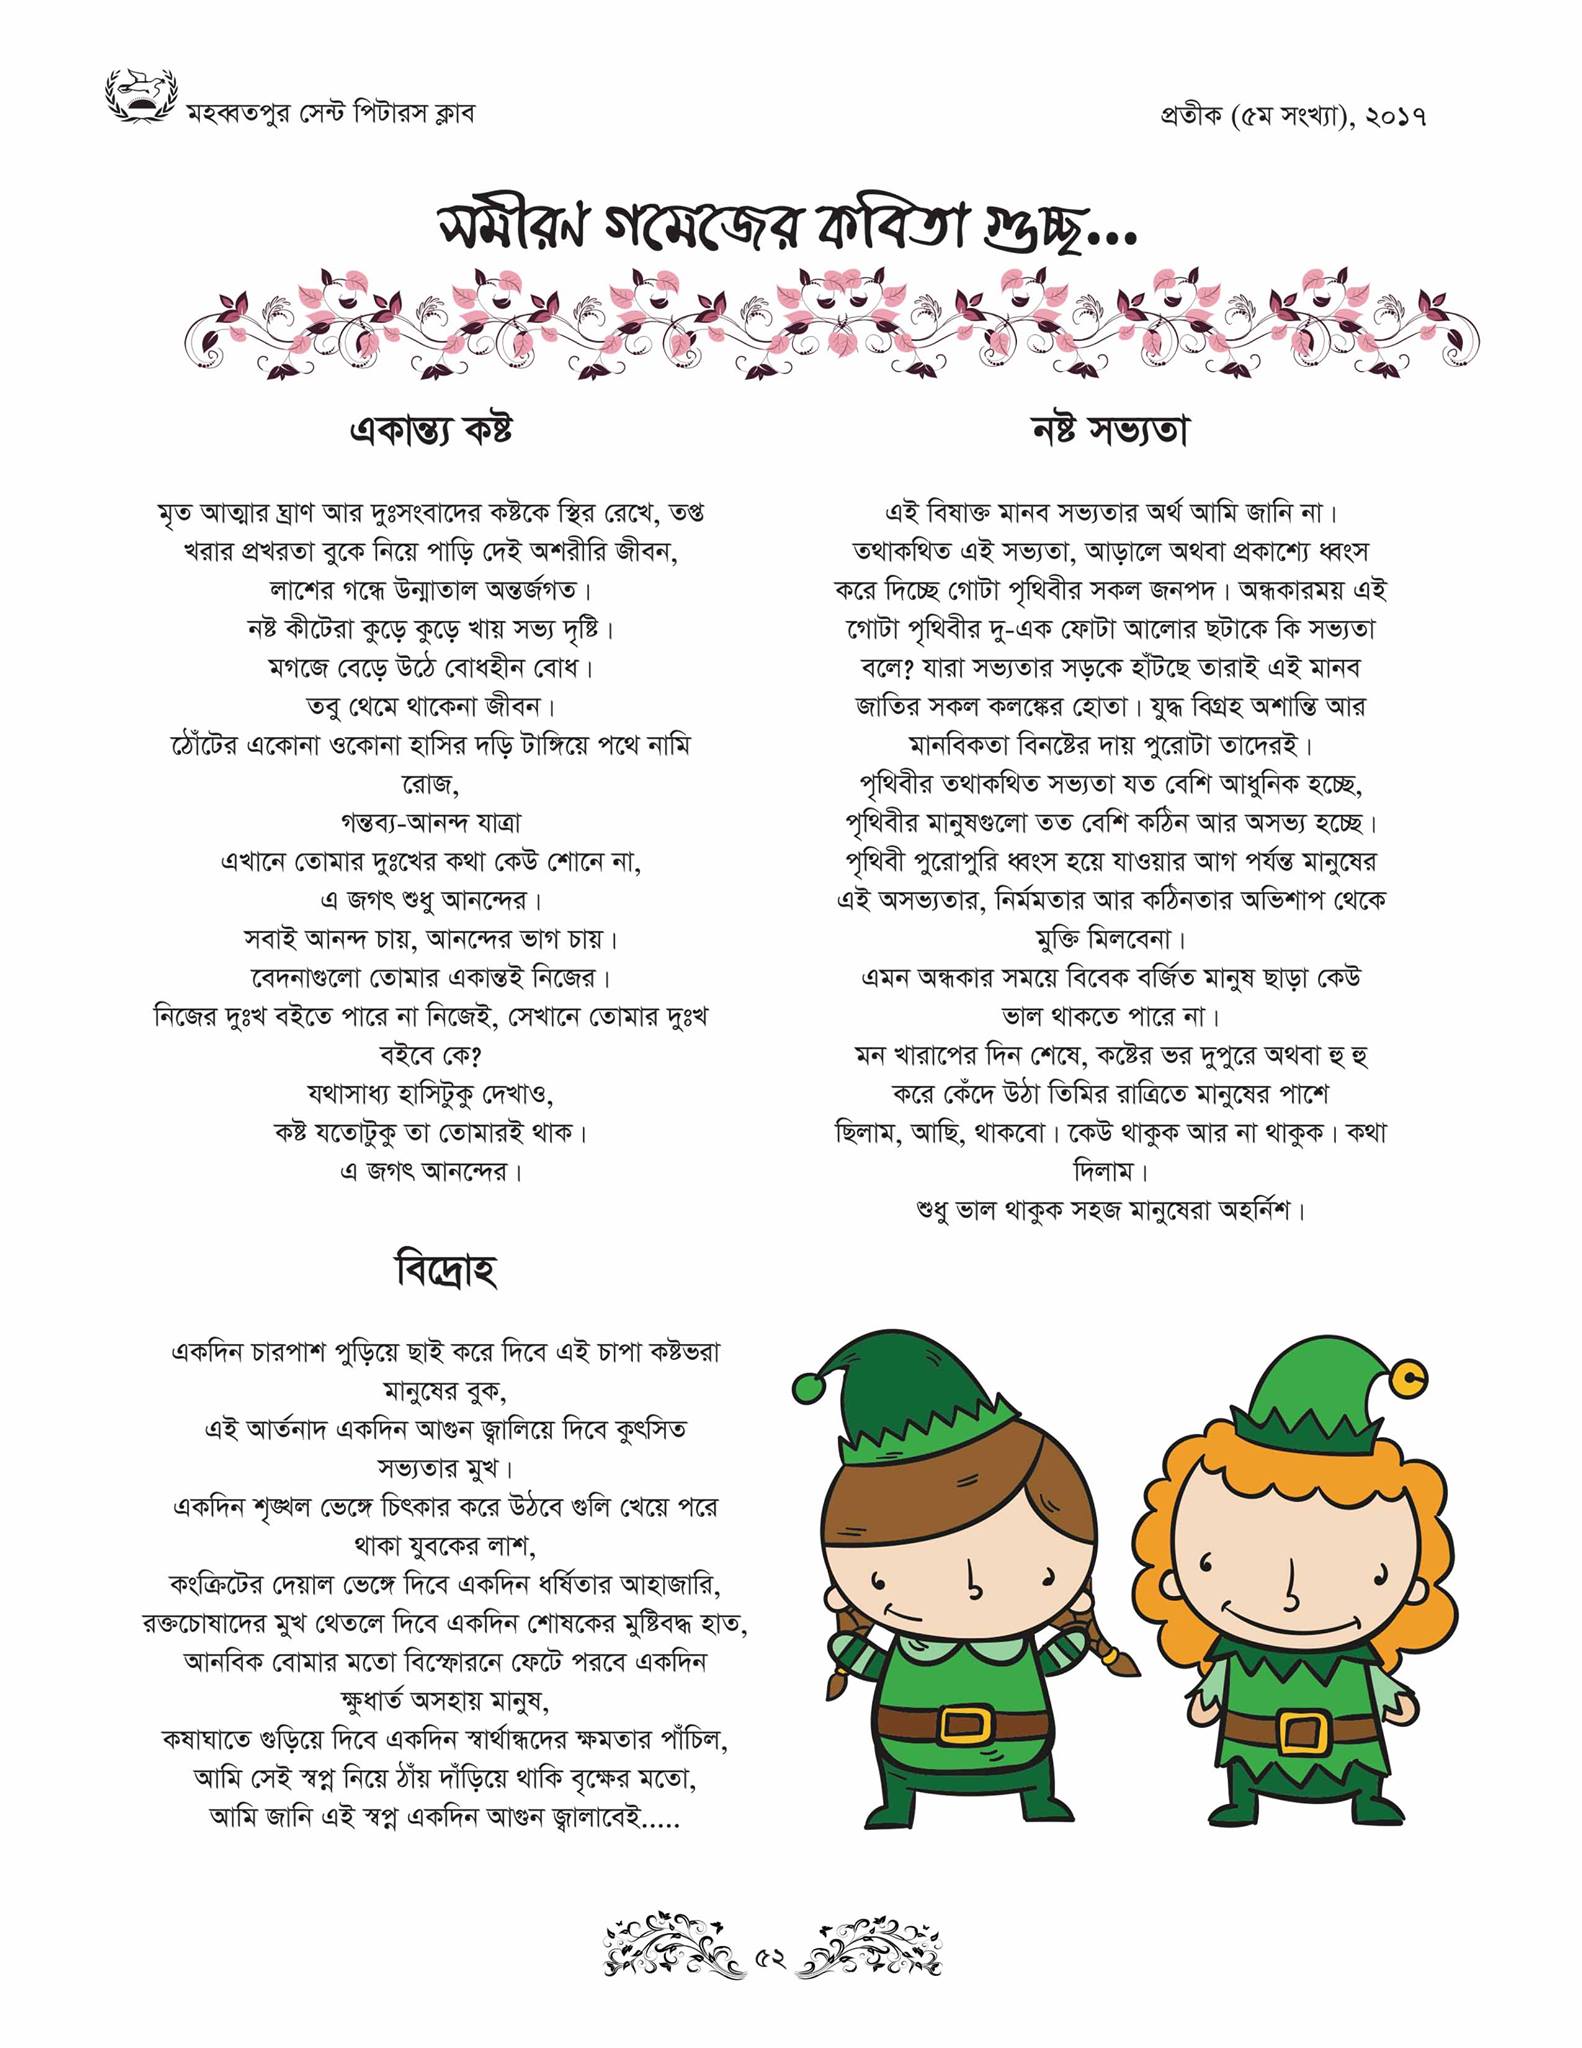 মহব্বতপুর সেন্ট পিটারস ক্লাব
প্রতীক (৫ম সংখ্যা), ২০১৭
সমীরণ গমেজের কবিতা গুচ্ছ...
একান্ত্য কষ্ট
মৃত আত্মার ঘ্রাণ আর দুঃসংবাদের কষ্টকে স্থির রেখে, তপ্ত
খরার প্রখরতা বুকে নিয়ে পাড়ি দেই অশরীরি জীবন,
লাশের গন্ধে উন্মাতাল অন্তর্জগত।
নষ্ট কীটেরা কুড়ে কুড়ে খায় সভ্য দৃষ্টি।
মগজে বেড়ে উঠে বোধহীন বোধ।
তবু থেমে থাকেনা জীবন।
ঠোঁটের একোনা ওকোনা হাসির দড়ি টাঙ্গিয়ে পথে নামি
রোজ,
গন্তব্য-আনন্দ যাত্রা
এখানে তোমার দুঃখের কথা কেউ শোনে না,
এ জগৎ শুধু আনন্দের।
সবাই আনন্দ চায়, আনন্দের ভাগ চায়।
বেদনাগুলো তোমার একান্তই নিজের।
নিজের দুঃখ বইতে পারে না নিজেই, সেখানে তোমার দুঃখ
বইবে কে?
যথাসাধ্য হাসিটুকু দেখাও,
কষ্ট যতোটুকু তা তোমারই থাক।
এ জগৎ আনন্দের।
নষ্ট সভ্যতা
এই বিষাক্ত মানব সভ্যতার অর্থ আমি জানি না।
তথাকথিত এই সভ্যতা, আড়ালে অথবা প্রকাশ্যে ধ্বংস
করে দিচ্ছে গোটা পৃথিবীর সকল জনপদ। অন্ধকারময় এই
গোটা পৃথিবীর দু-এক ফোটা আলোর ছটাকে কি সভ্যতা
বলে? যারা সভ্যতার সড়কে হাঁটছে তারাই এই মানব
জাতির সকল কলঙ্কের হোতা। যুদ্ধ বিগ্রহ অশান্তি আর
মানবিকতা বিনষ্টের দায় পুরোটা তাদেরই।
পৃথিবীর তথাকথিত সভ্যতা যত বেশি আধুনিক হচ্ছে,
পৃথিবীর মানুষগুলো তত বেশি কঠিন আর অসভ্য হচ্ছে।
পৃথিবী পুরোপুরি ধ্বংস হয়ে যাওয়ার আগ পর্যন্ত মানুষের
এই অসভ্যতার, নির্মমতার আর কঠিনতার অভিশাপ থেকে
মুক্তি মিলবেনা।
এমন অন্ধকার সময়ে বিবেক বর্জিত মানুষ ছাড়া কেউ
ভাল থাকতে পারে না।
মন খারাপের দিন শেষে, কষ্টের ভর দুপুরে অথবা হু হু
করে কেঁদে উঠা তিমির রাত্রিতে মানুষের পাশে
ছিলাম, আছি, থাকবো। কেউ থাকুক আর না থাকুক। কথা
দিলাম।
শুধু ভাল থাকুক সহজ মানুষেরা অহর্নিশ।
বিদ্রোহ
একদিন চারপাশ পুড়িয়ে ছাই করে দিবে এই চাপা কষ্টভরা
মানুষের বুক,
এই আর্তনাদ একদিন আগুন জ্বালিয়ে দিবে কুৎসিত
সভ্যতার মুখ।
একদিন শৃঙ্খল ভেঙ্গে চিৎকার করে উঠবে গুলি খেয়ে পরে
থাকা যুবকের লাশ,
কংক্রিটের দেয়াল ভেঙ্গে দিবে একদিন ধর্ষিতার আহাজারি,
রক্তচোষাদের মুখ থেতলে দিবে একদিন শোষকের মুষ্টিবদ্ধ হাত,
আনবিক বোমার মতো বিস্ফোরনে ফেটে পরবে একদিন
ক্ষুধার্ত অসহায় মানুষ,
কষাঘাতে গুড়িয়ে দিবে একদিন স্বার্থান্ধদের ক্ষমতার পাঁচিল,
আমি সেই স্বপ্ন নিয়ে ঠাঁয় দাঁড়িয়ে থাকি বৃক্ষের মতো,
আমি জানি এই স্বপ্ন একদিন আগুন জ্বালাবেই.....
৫২